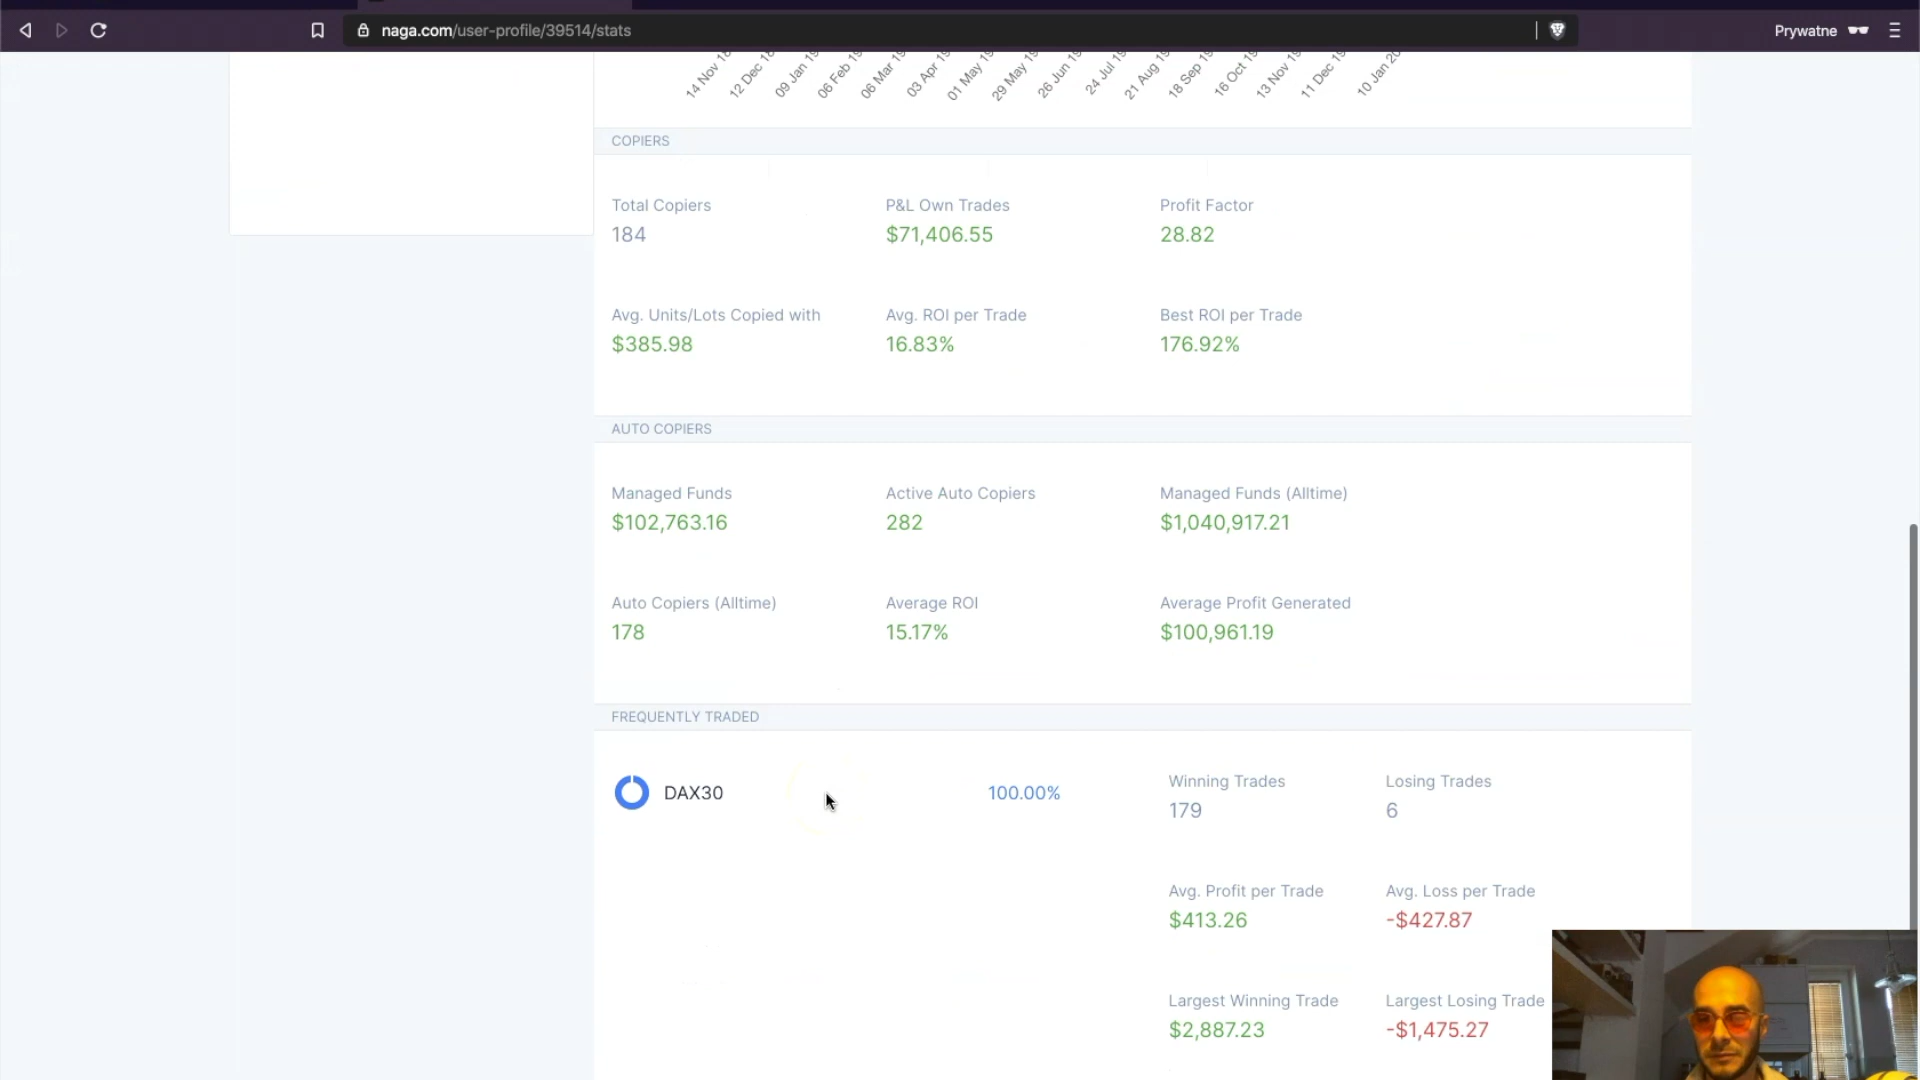 naga.com/user-profile/39514/stats
Prywatne
14 Nov 18
12 Dec 18
09 Jan 19
06 Feb 19
06 Mar 19
03 Apr 19
01 May 19
29 May 19
26 Jun 19
24 Jul 19
21 Aug 19
18 Sep 19
16 Oct 19
13 Nov 19
11 Dec 19
10 Jan 20
COPIERS
Total Copiers
P&L Own Trades
Profit Factor
184
$71,406.55
28.82
Avg. Units/Lots Copied with
Avg. ROI per Trade
Best ROI per Trade
$385.98
16.83%
176.92%
AUTO COPIERS
Managed Funds
Active Auto Copiers
Managed Funds (Alltime)
$102,763.16
282
$1,040,917.21
Auto Copiers (Alltime)
Average ROI
Average Profit Generated
178
15.17%
$100,961.19
FREQUENTLY TRADED
DAX30
100.00%
Winning Trades
Losing Trades
179
6
Avg. Profit per Trade
Avg. Loss per Trade
$413.26
-$427.87
Largest Winning Trade
Largest Losing Trade
$2,887.23
-$1,475.27